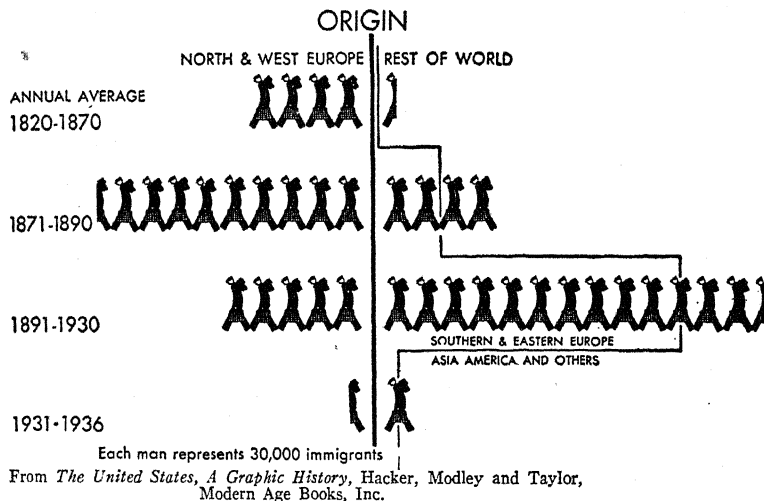 ORIGIN
NORTH & WEST EUROPE REST OF WORLD
ANNUAL AVERAGE
1820-1870
1871-1890
1891-1930
SOUTHERN & EASTERN EUROPE
ASIA AMERICA AND OTHERS
1931-1936
Each man represents 30,000 immigrants
From The United States, A Graphic History, Hacker, Modley and Taylor,
Modern Age Books, Inc.